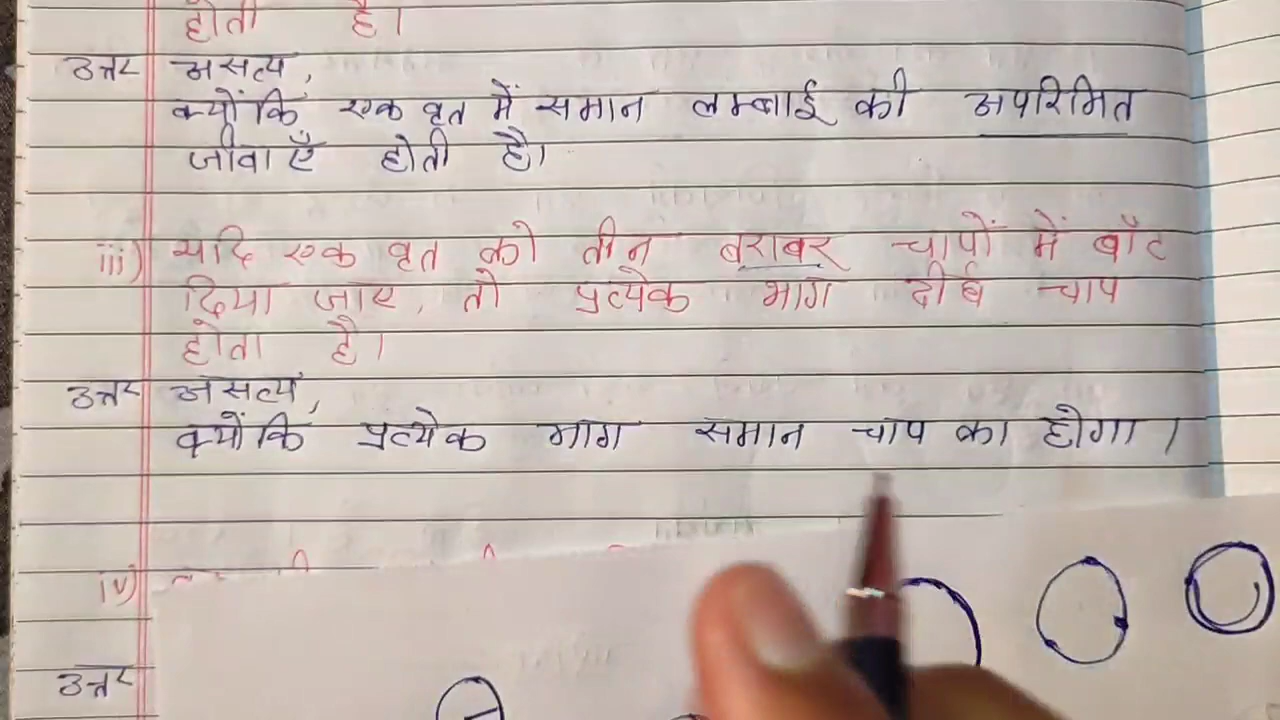 होती है।
उत्तर असत्य,
क्योंकि, एक वृत में समान लम्बाई की अपरिमित
जीवाएँ होती है।
iii) यदि एक वृत को तीन बराबर चापों में बाँट
दिया जाए, तो प्रत्येक भाग दीर्घ चाप
होता है।
उत्तर असत्य,
क्योंकि प्रत्येक भाग समान चाप का होगा।
iv)
उत्तर